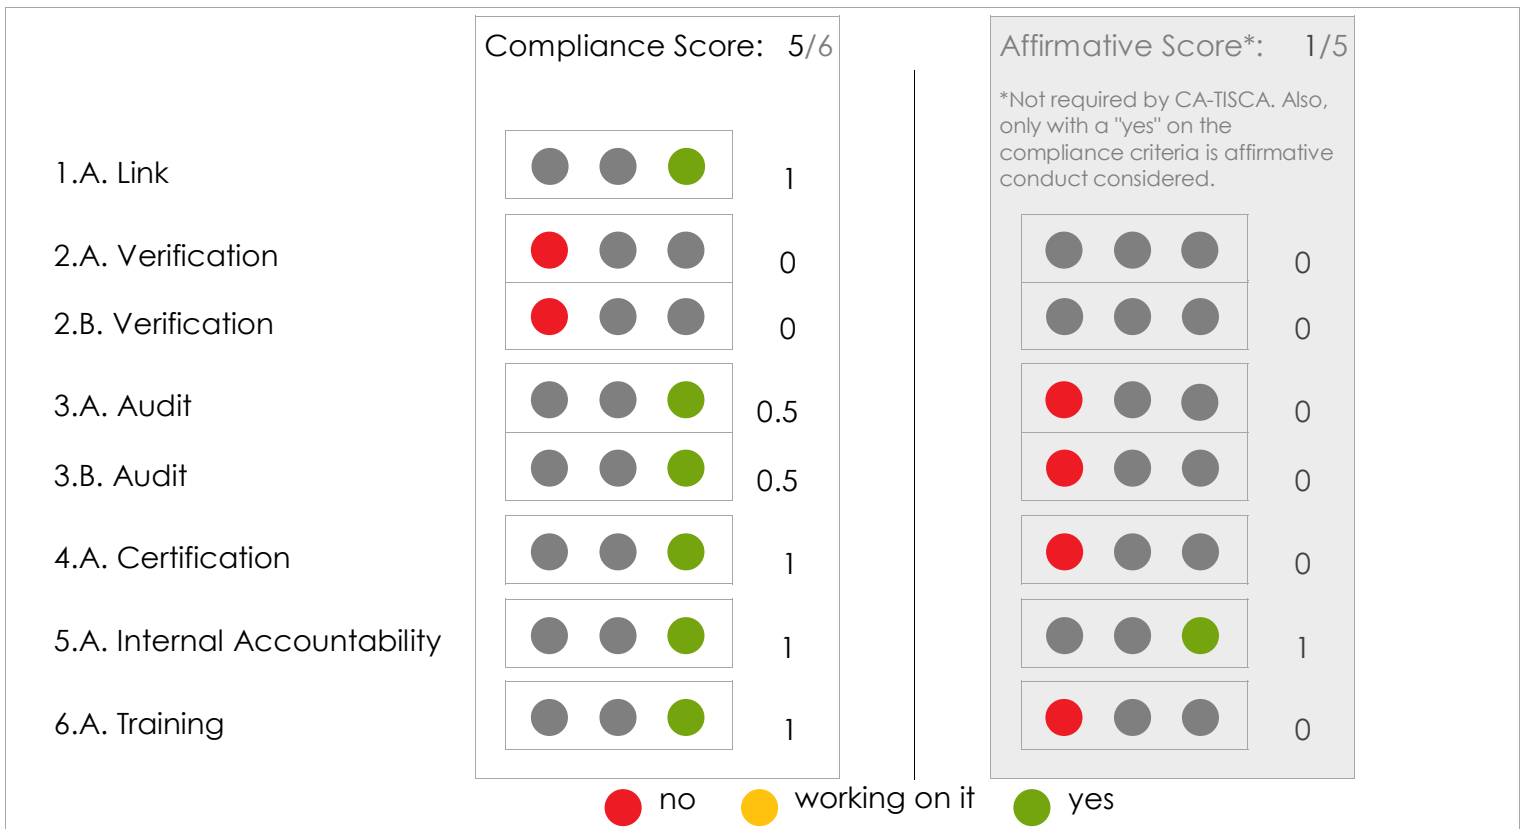 Compliance Score: 5/6
Affirmative Score*: 1/5
*Not required by CA-TISCA. Also,
only with a "yes" on the
compliance criteria is affirmative
conduct considered.
1.A. Link 1
2.A. Verification 0 0
2.B. Verification 0 0
3.A. Audit 0.5 0
3.B. Audit 0.5 0
4.A. Certification 1 0
5.A. Internal Accountability 1 1
6.A. Training 1 0
no working on it yes